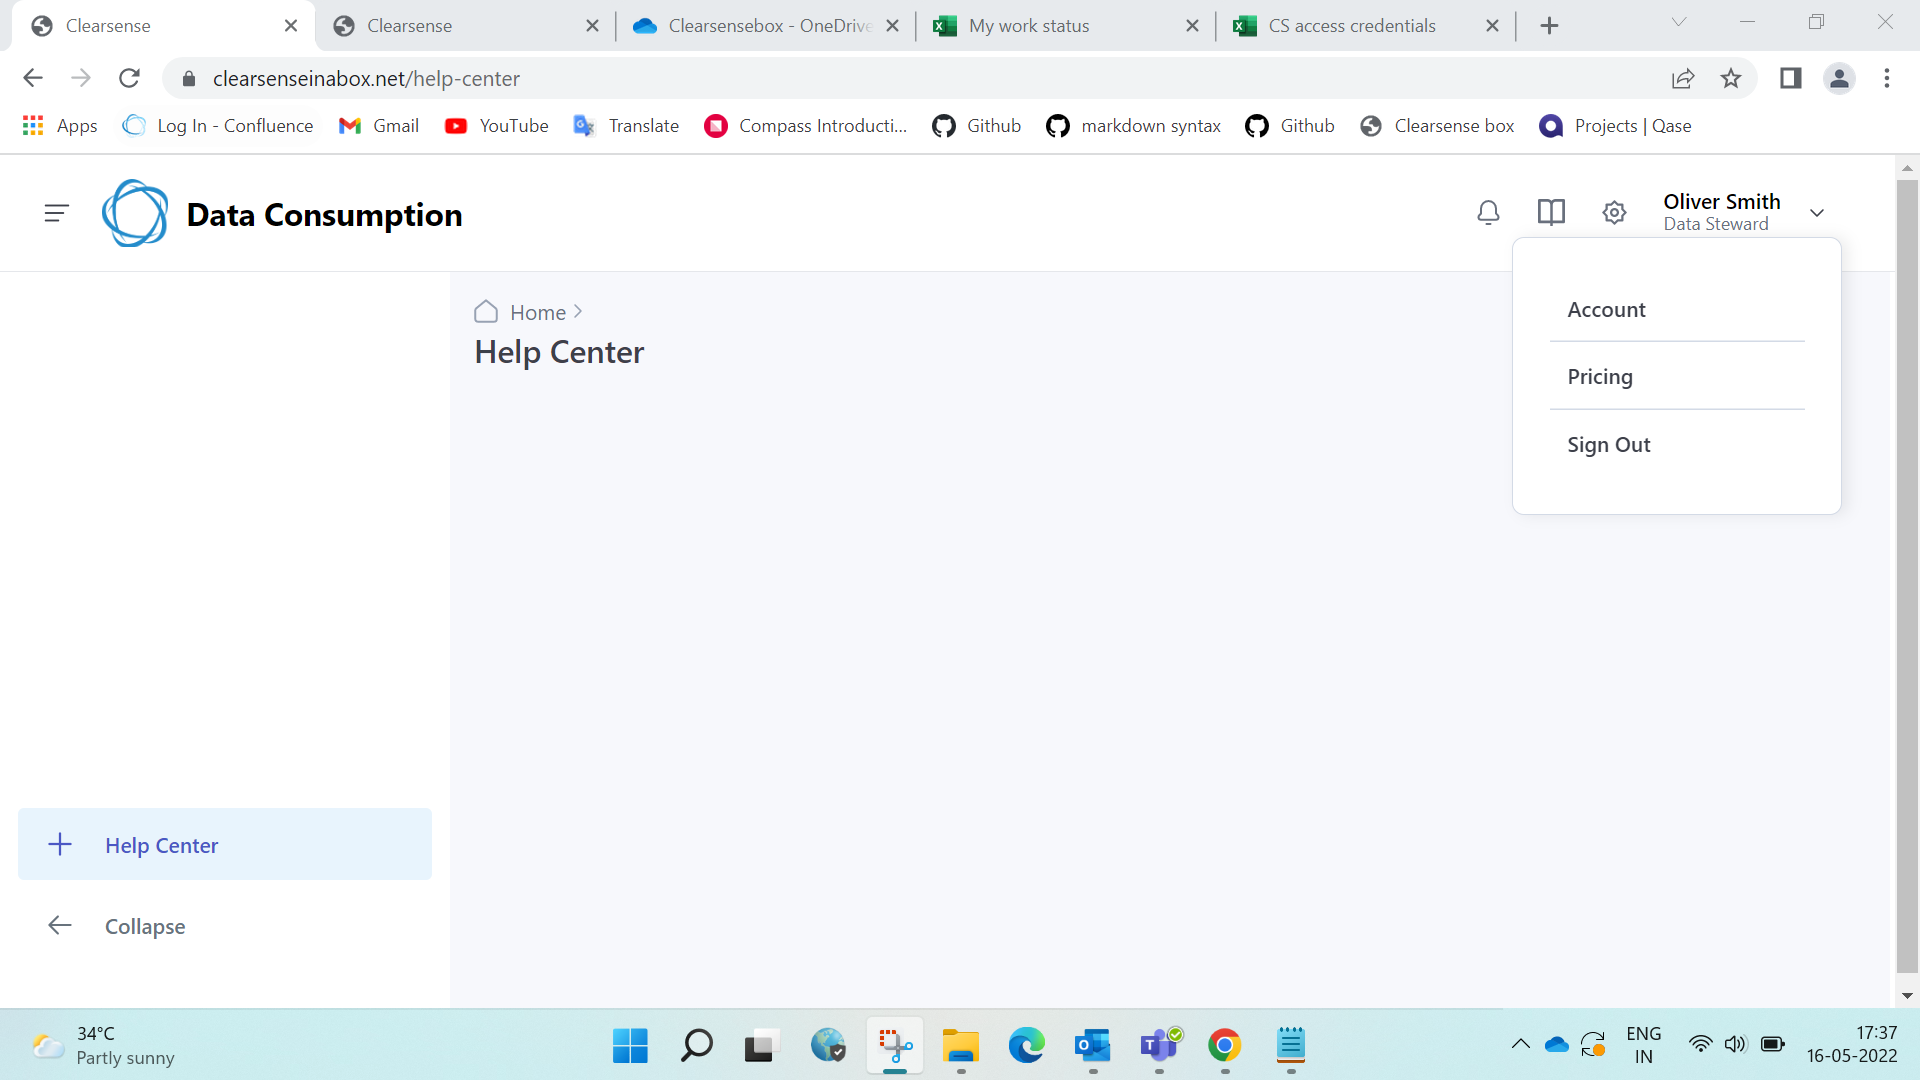 Clearsense
Clearsense
Clearsensebox - OneDrive
My work status
CS access credentials
clearsenseinabox.net/help-center
Apps
Log In - Confluence
Gmail
YouTube
Translate
Compass Introducti...
Github
markdown syntax
Github
Clearsense box
Projects | Qase
Data Consumption
Oliver Smith
Data Steward
Account
Pricing
Sign Out
Home
Help Center
Help Center
Collapse
34°C
Partly sunny
ENG
IN
17:37
16-05-2022